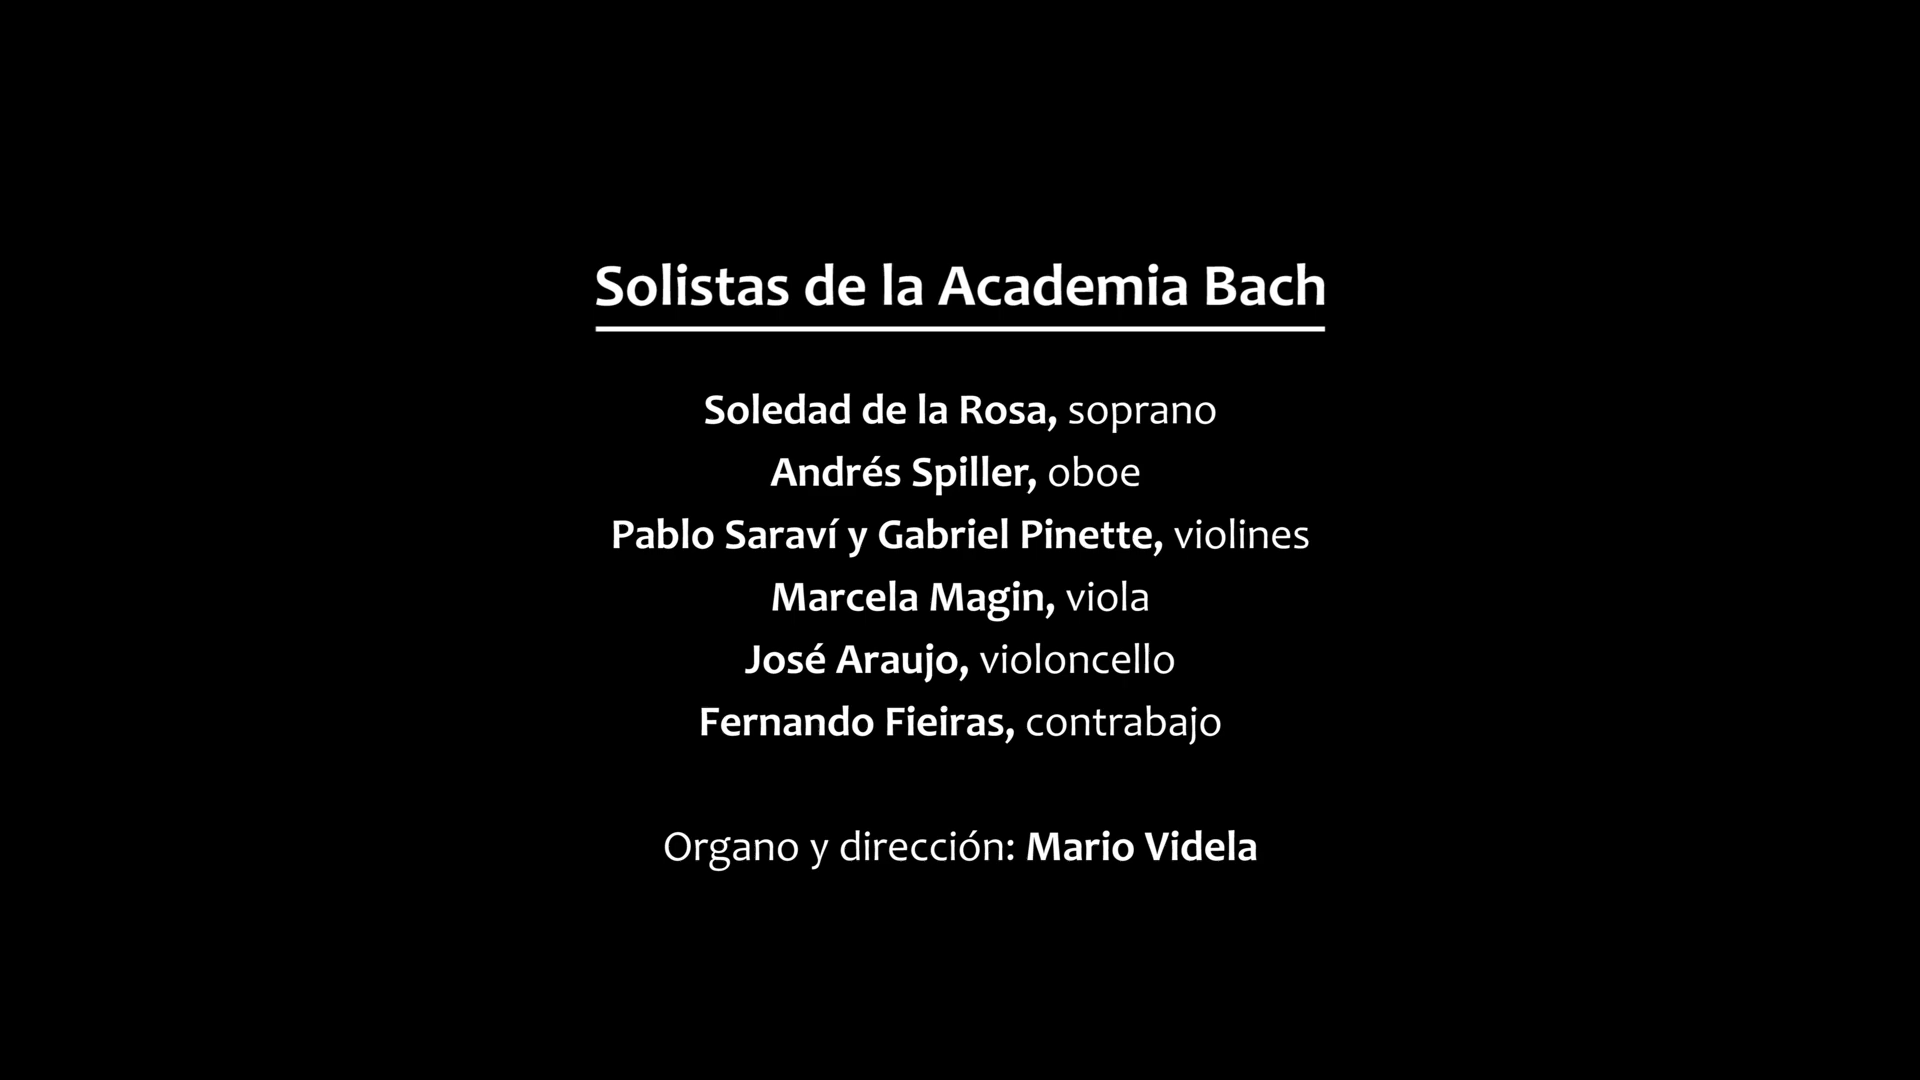 Solistas de la Academia Bach
Soledad de la Rosa, soprano
Andrés Spiller, oboe
Pablo Saraví y Gabriel Pinette, violines
Marcela Magin, viola
José Araujo, violoncello
Fernando Fieiras, contrabajo
Organo y dirección: Mario Videla